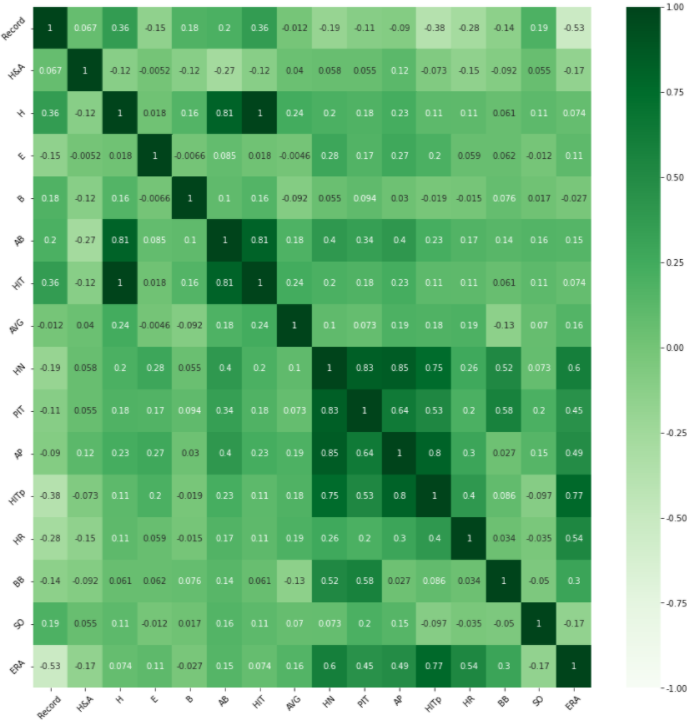 Record 1 0.067 0.36 -0.15 0.18 0.2 0.36 -0.012 -0.19 -0.11 -0.09 -0.38 -0.28 -0.14 0.19 -0.53
H&A 0.067 1 -0.12 -0.0052 -0.12 -0.27 -0.12 0.04 0.058 0.055 0.12 -0.073 -0.15 -0.092 0.055 -0.17
H 0.36 -0.12 1 0.018 0.16 0.81 1 0.24 0.2 0.18 0.23 0.11 0.11 0.061 0.11 0.074
E -0.15 -0.0052 0.018 1 -0.0066 0.085 0.018 -0.0046 0.28 0.17 0.27 0.2 0.059 0.062 -0.012 0.11
B 0.18 -0.12 0.16 -0.0066 1 0.1 0.16 -0.092 0.055 0.094 0.03 -0.019 -0.015 0.076 0.017 -0.027
AB 0.2 -0.27 0.81 0.085 0.1 1 0.81 0.18 0.4 0.34 0.4 0.23 0.17 0.14 0.16 0.15
HIT 0.36 -0.12 1 0.018 0.16 0.81 1 0.24 0.2 0.18 0.23 0.11 0.11 0.061 0.11 0.074
AVG -0.012 0.04 0.24 -0.0046 -0.092 0.18 0.24 1 0.1 0.073 0.19 0.18 0.19 -0.13 0.07 0.16
HN -0.19 0.058 0.2 0.28 0.055 0.4 0.2 0.1 1 0.83 0.85 0.75 0.26 0.52 0.073 0.6
PIT -0.11 0.055 0.18 0.17 0.094 0.34 0.18 0.073 0.83 1 0.64 0.53 0.2 0.58 0.2 0.45
AP -0.09 0.12 0.23 0.27 0.03 0.4 0.23 0.19 0.85 0.64 1 0.8 0.3 0.027 0.15 0.49
HITp -0.38 -0.073 0.11 0.2 -0.019 0.23 0.11 0.18 0.75 0.53 0.8 1 0.4 0.086 -0.097 0.77
HR -0.28 -0.15 0.11 0.059 -0.015 0.17 0.11 0.19 0.26 0.2 0.3 0.4 1 0.034 -0.035 0.54
BB -0.14 -0.092 0.061 0.062 0.076 0.14 0.061 -0.13 0.52 0.58 0.027 0.086 0.034 1 -0.05 0.3
SO 0.19 0.055 0.11 -0.012 0.017 0.16 0.11 0.07 0.073 0.2 0.15 -0.097 -0.035 -0.05 1 -0.17
ERA -0.53 -0.17 0.074 0.11 -0.027 0.15 0.074 0.16 0.6 0.45 0.49 0.77 0.54 0.3 -0.17 1
Record H&A H E B AB HIT AVG HN PIT AP HITp HR BB SO ERA
1.00
0.75
0.50
0.25
0.00
-0.25
-0.50
-0.75
-1.00